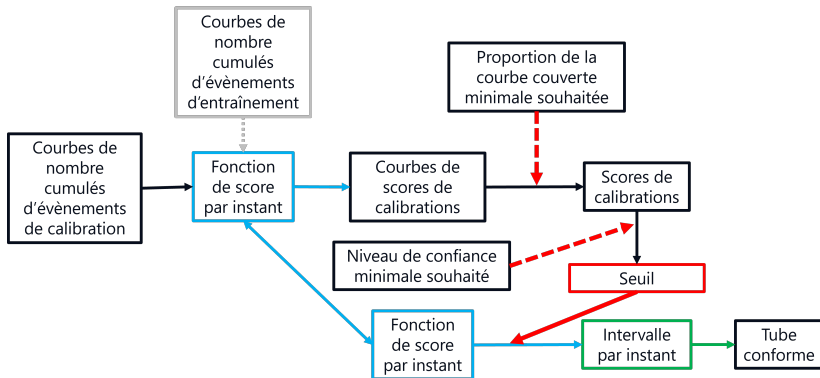 Courbes de
nombre
cumulés
d'évènements
d'entraînement
Proportion de la
courbe couverte
minimale souhaitée
Courbes de
nombre
cumulés
d'évènements
de calibration
Fonction
de score
par instant
Courbes de
scores de
calibrations
Scores de
calibrations
Niveau de confiance
minimale souhaité
Seuil
Fonction
de score
par instant
Intervalle
par instant
Tube
conforme